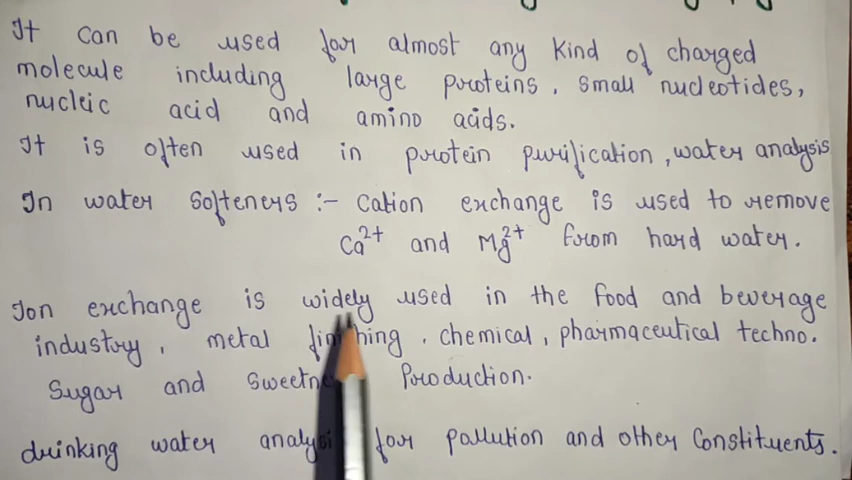 It can be used for almost any kind of charged
molecule including large proteins, small nucleotides,
nucleic acid and amino acids.
It is often used in protein purification, water analysis
In water softeners :- Cation exchange is used to remove
Ca2+ and Mg2+ from hard water.
Ion exchange is widely used in the food and beverage
industry, metal finishing, chemical, pharmaceutical techno.
Sugar and Production.
drinking water analysis for pollution and other Constituents.